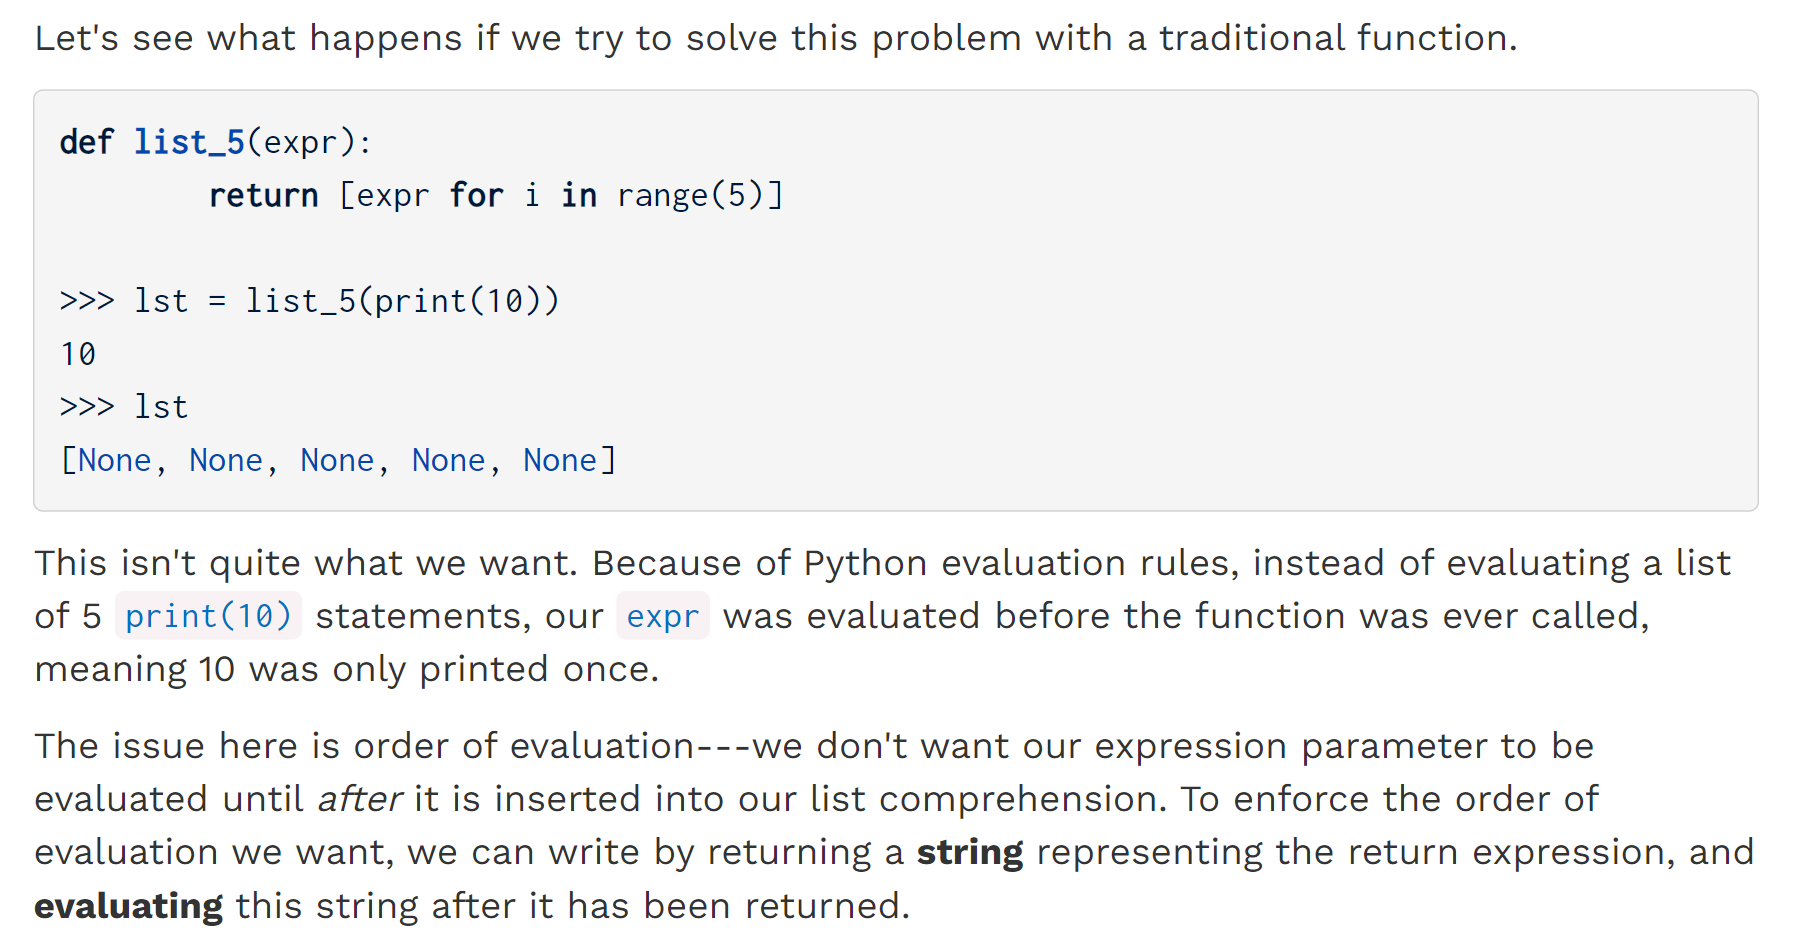 Let's see what happens if we try to solve this problem with a traditional function.
def list_5(expr):
        return [expr for i in range(5)]
>>> lst = list_5(print(10))
10
>>> lst
[None, None, None, None, None]
This isn't quite what we want. Because of Python evaluation rules, instead of evaluating a list
of 5 print(10) statements, our expr was evaluated before the function was ever called,
meaning 10 was only printed once.
The issue here is order of evaluation---we don't want our expression parameter to be
evaluated until after it is inserted into our list comprehension. To enforce the order of
evaluation we want, we can write by returning a string representing the return expression, and
evaluating this string after it has been returned.